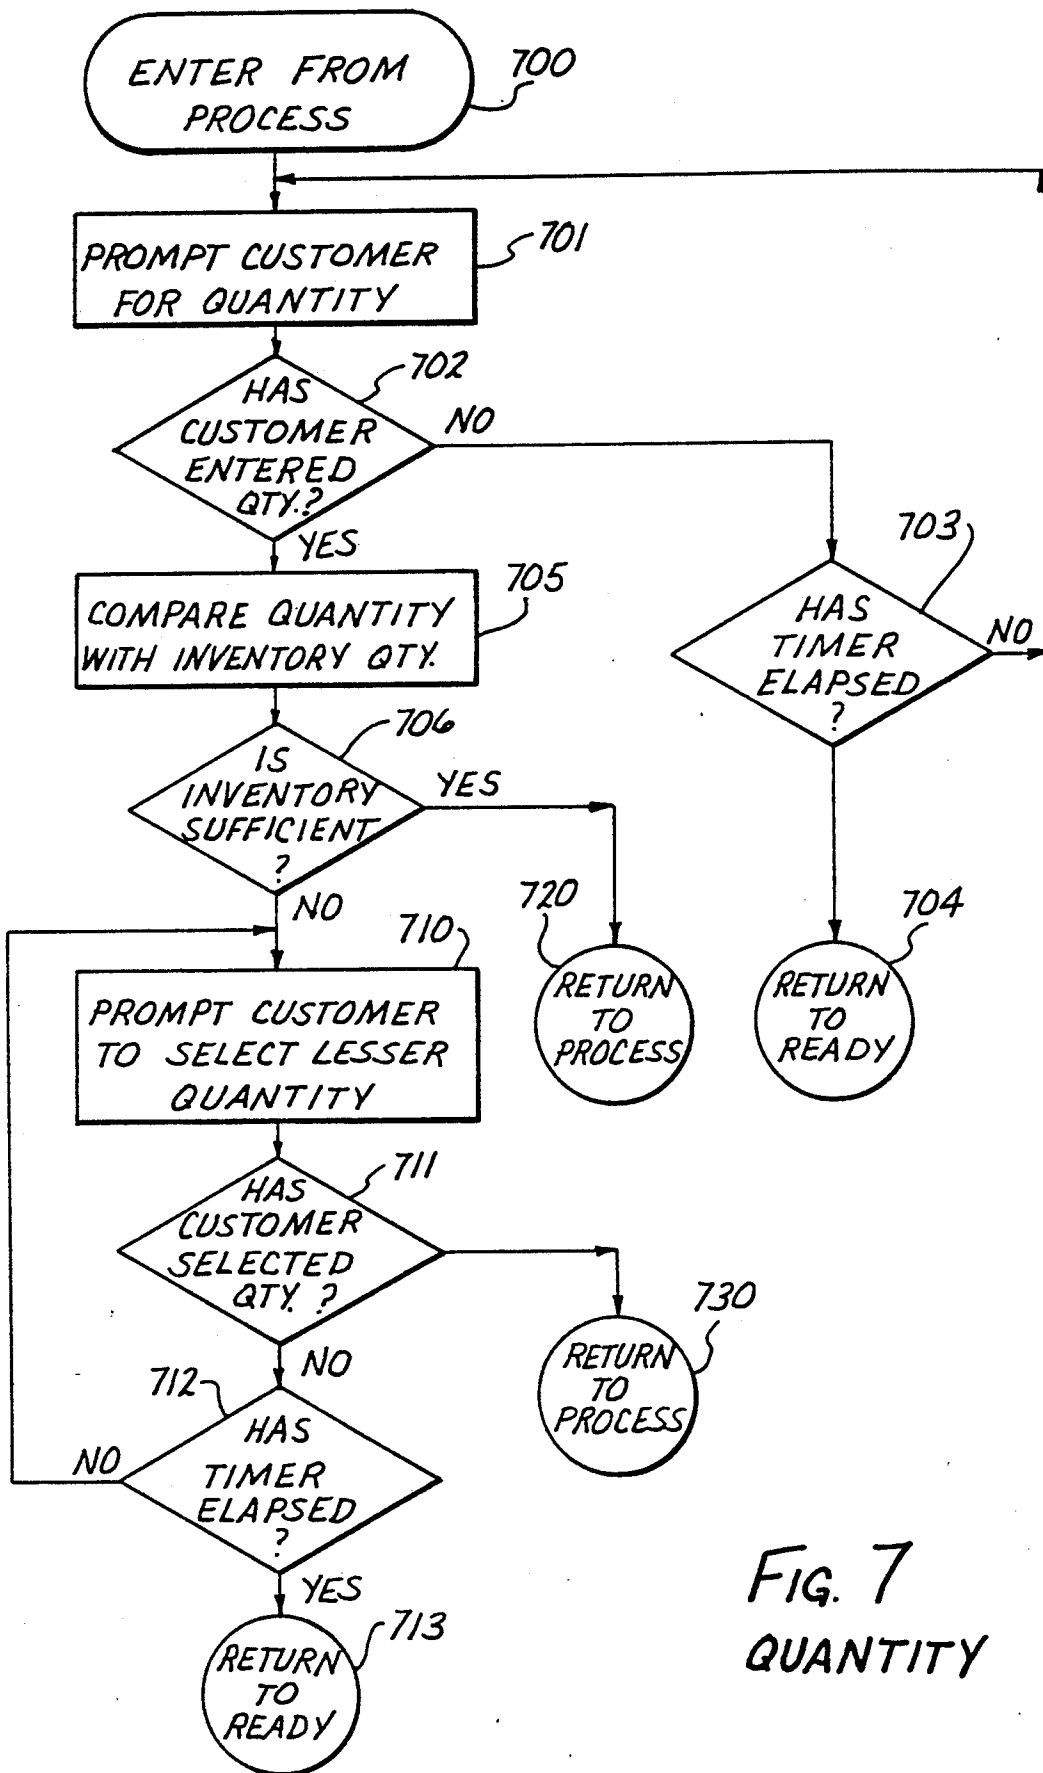 ENTER FROM
PROCESS
700
PROMPT CUSTOMER
FOR QUANTITY
701
HAS
CUSTOMER
ENTERED
QTY.?
702
NO
YES
703
HAS
TIMER
ELAPSED
?
NO
COMPARE QUANTITY
WITH INVENTORY QTY.
705
IS
INVENTORY
SUFFICIENT
?
706
YES
NO
720
RETURN
TO
PROCESS
704
RETURN
TO
READY
710
PROMPT CUSTOMER
TO SELECT LESSER
QUANTITY
HAS
CUSTOMER
SELECTED
QTY. ?
711
NO
730
RETURN
TO
PROCESS
712
HAS
TIMER
ELAPSED
?
NO
YES
RETURN
TO
READY
713
FIG. 7
QUANTITY